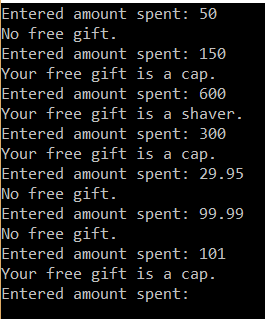 Entered amount spent: 50
No free gift.
Entered amount spent: 150
Your free gift is a cap.
Entered amount spent: 600
Your free gift is a shaver.
Entered amount spent: 300
Your free gift is a cap.
Entered amount spent: 29.95
No free gift.
Entered amount spent: 99.99
No free gift.
Entered amount spent: 101
Your free gift is a cap.
Entered amount spent: